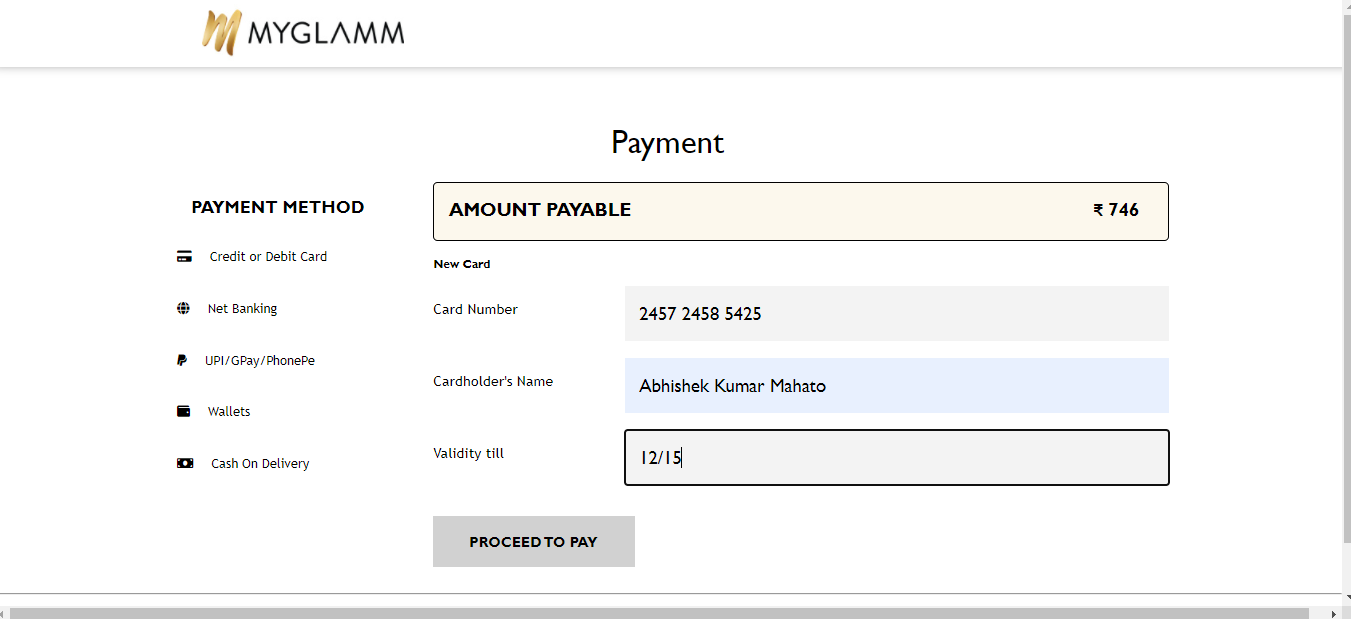 MYGLAMM
Payment
PAYMENT METHOD
Credit or Debit Card
Net Banking
UPI/GPay/PhonePe
Wallets
Cash On Delivery
AMOUNT PAYABLE ₹ 746
New Card
Card Number 2457 2458 5425
Cardholder's Name Abhishek Kumar Mahato
Validity till 12/15
PROCEED TO PAY